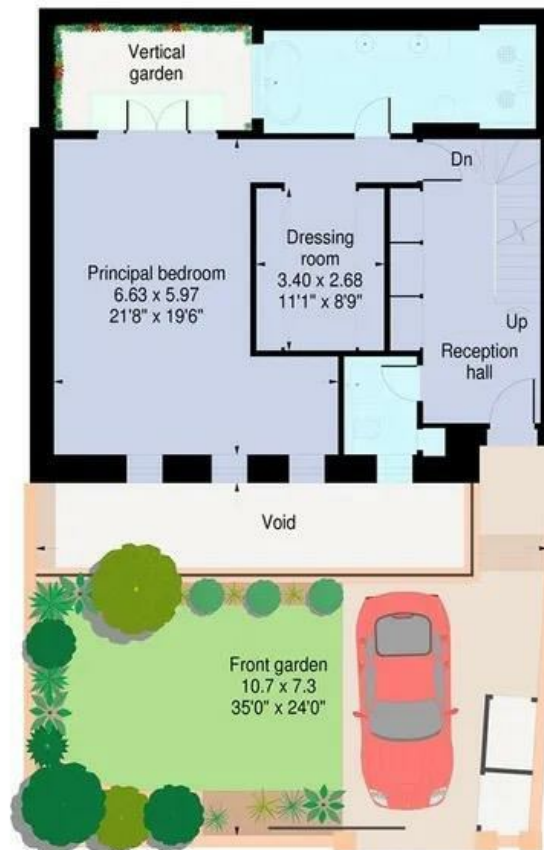 Vertical
garden
Dn
Principal bedroom
6.63 x 5.97
21'8" x 19'6"
Dressing
room
3.40 x 2.68
11'1" x 8'9"
Up
Reception
hall
Void
Front garden
10.7 x 7.3
35'0" x 24'0"